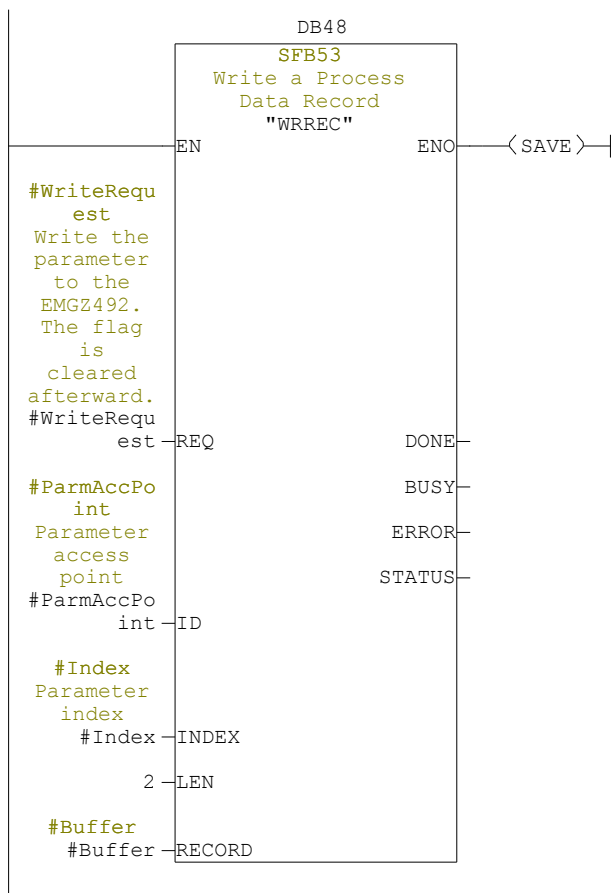 DB48
SFB53
Write a Process
Data Record
"WRREC"
EN ENO SAVE
#WriteRequ
est
Write the
parameter
to the
EMGZ492.
The flag
is
cleared
afterward.
#WriteRequ
est REQ DONE
#ParmAccPo BUSY
int
Parameter ERROR
access
point STATUS
#ParmAccPo
int ID
#Index
Parameter
index
#Index INDEX
2 LEN
#Buffer
#Buffer RECORD